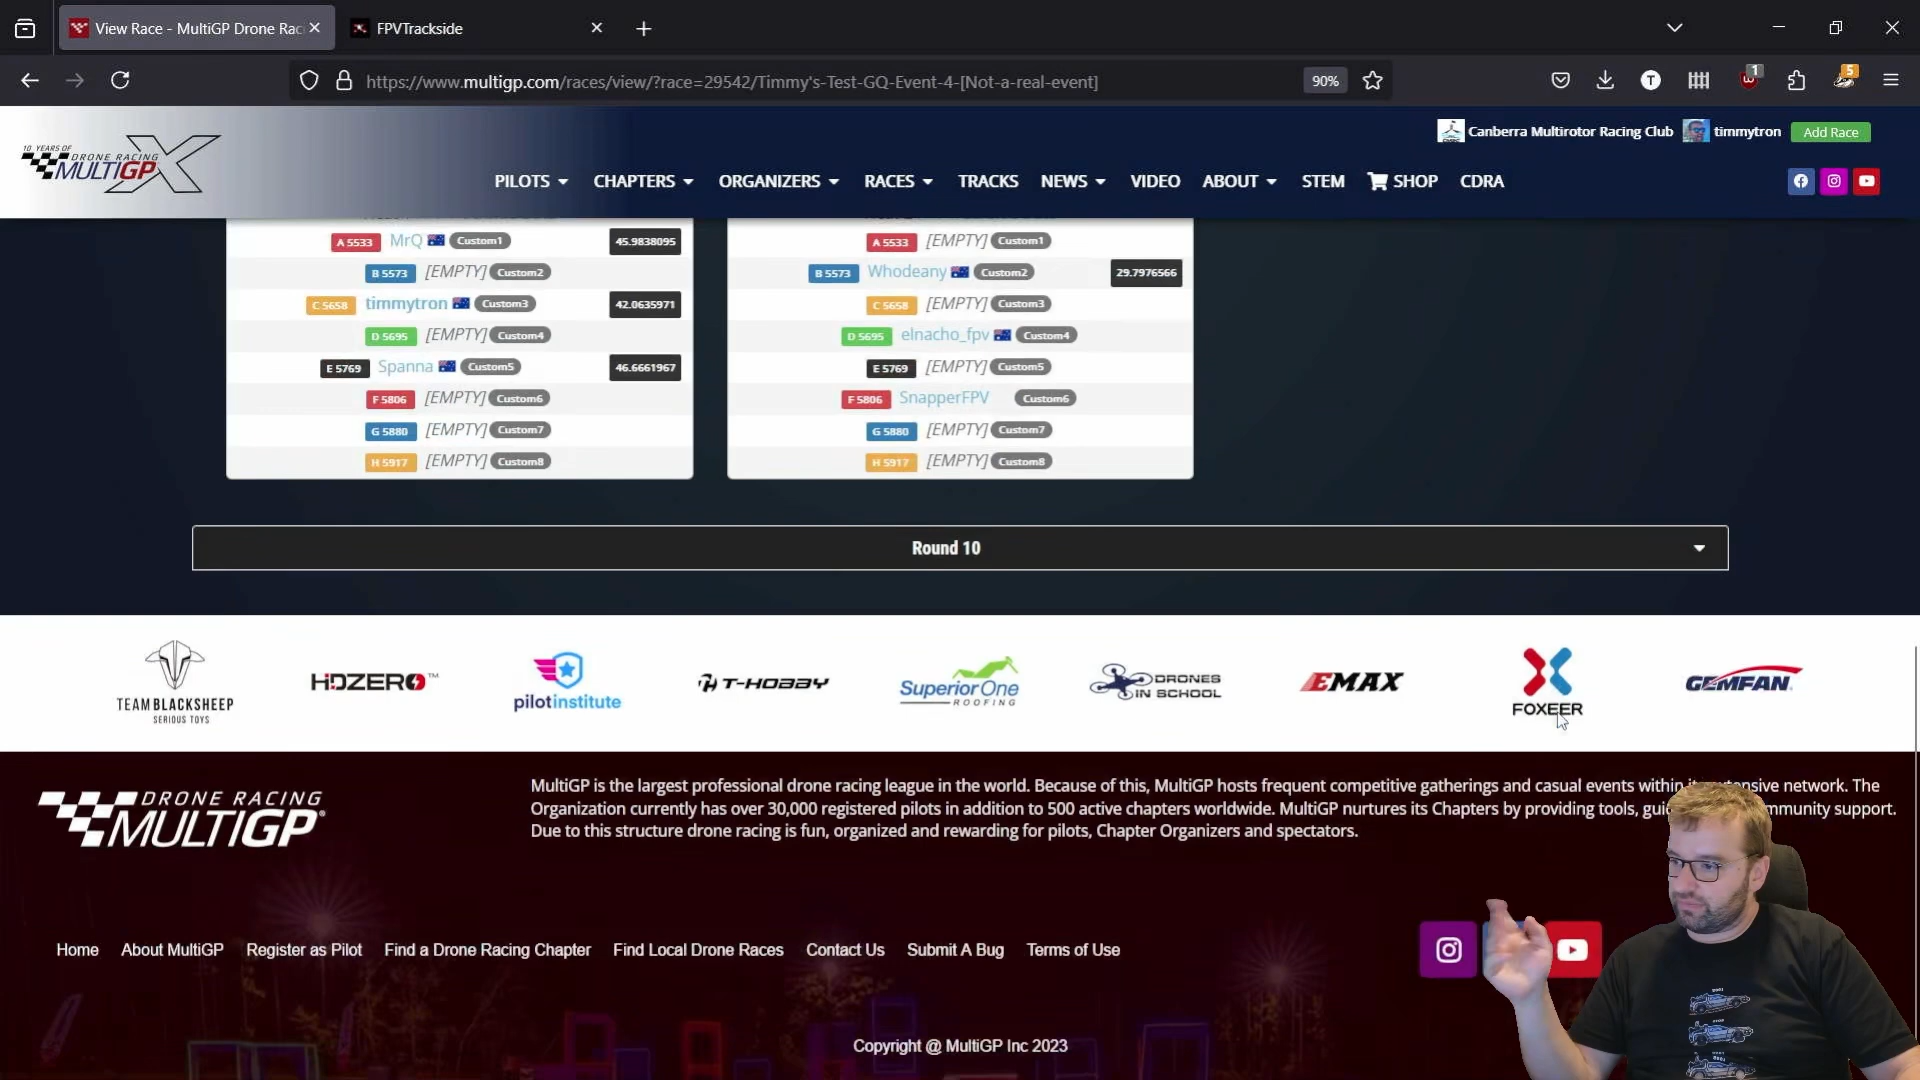 View Race - MultiGP Drone Rac
FPVTrackside
https://www.multigp.com/races/view/?race=29542/Timmy's-Test-GQ-Event-4-[Not-a-real-event]
90%
T
1
5
Canberra Multirotor Racing Club
timmytron
Add Race
10 YEARS OF
DRONE RACING
MULTIGP X
PILOTS
CHAPTERS
ORGANIZERS
RACES
TRACKS
NEWS
VIDEO
ABOUT
STEM
SHOP
CDRA
A 5533 MrQ Custom1 45.9838095
B 5573 [EMPTY] Custom2
C 5658 timmytron Custom3 42.0635971
D 5695 [EMPTY] Custom4
E 5769 Spanna Custom5 46.6661967
F 5806 [EMPTY] Custom6
G 5880 [EMPTY] Custom7
H 5917 [EMPTY] Custom8
A 5533 [EMPTY] Custom1
B 5573 Whodeany Custom2 29.7976566
C 5658 [EMPTY] Custom3
D 5695 elnacho_fpv Custom4
E 5769 [EMPTY] Custom5
F 5806 SnapperFPV Custom6
G 5880 [EMPTY] Custom7
H 5917 [EMPTY] Custom8
Round 10
TEAM BLACKSHEEP
SERIOUS TOYS
HDZERO™
pilotinstitute
T-HOBBY
Superior One
ROOFING
DRONES
IN SCHOOL
EMAX
FOXEER
GEMFAN
DRONE RACING
MULTIGP®
MultiGP is the largest professional drone racing league in the world. Because of this, MultiGP hosts frequent competitive gatherings and casual events within network. The
Organization currently has over 30,000 registered pilots in addition to 500 active chapters worldwide. MultiGP nurtures its Chapters by providing tools, support.
Due to this structure drone racing is fun, organized and rewarding for pilots, Chapter Organizers and spectators.
Home
About MultiGP
Register as Pilot
Find a Drone Racing Chapter
Find Local Drone Races
Contact Us
Submit A Bug
Terms of Use
Copyright @ MultiGP Inc 2023